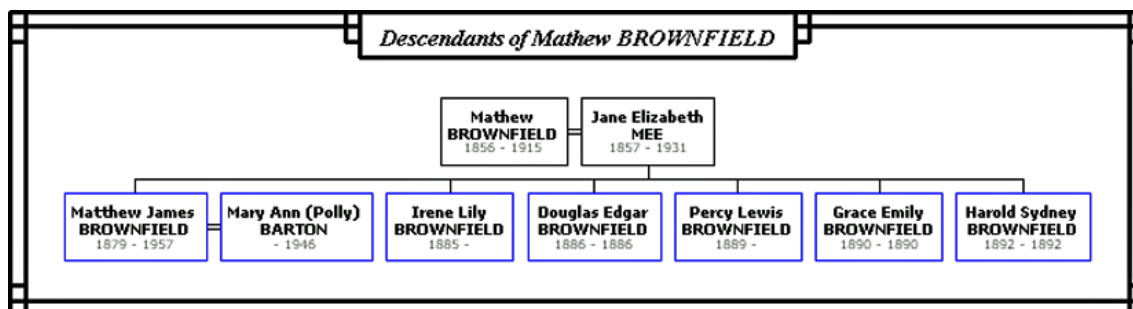 Descendants of Mathew BROWNFIELD
Mathew
BROWNFIELD
1856 - 1915
Jane Elizabeth
MEE
1857 - 1931
Matthew James
BROWNFIELD
1879 - 1957
Mary Ann (Polly)
BARTON
- 1946
Irene Lily
BROWNFIELD
1885 -
Douglas Edgar
BROWNFIELD
1886 - 1886
Percy Lewis
BROWNFIELD
1889 -
Grace Emily
BROWNFIELD
1890 - 1890
Harold Sydney
BROWNFIELD
1892 - 1892